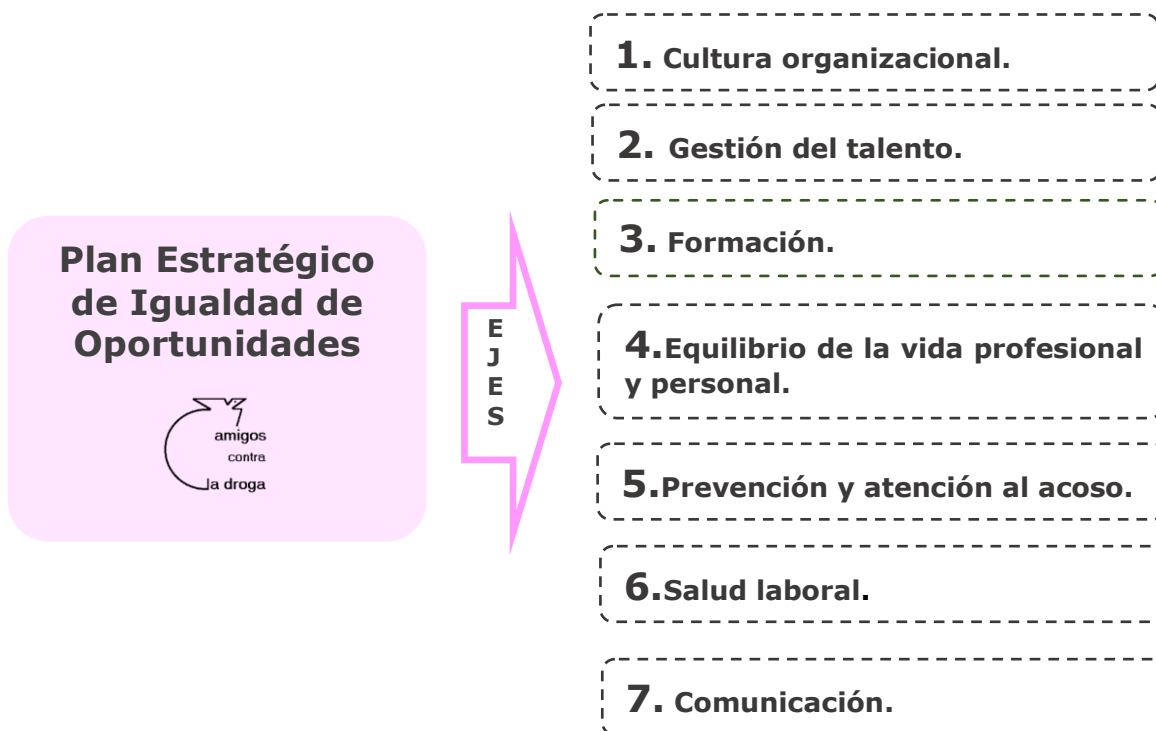 Plan Estratégico
de Igualdad de
Oportunidades
amigos
contra
la droga
E
J
E
S
1. Cultura organizacional.
2. Gestión del talento.
3. Formación.
4.Equilibrio de la vida profesional
y personal.
5.Prevención y atención al acoso.
6.Salud laboral.
7. Comunicación.